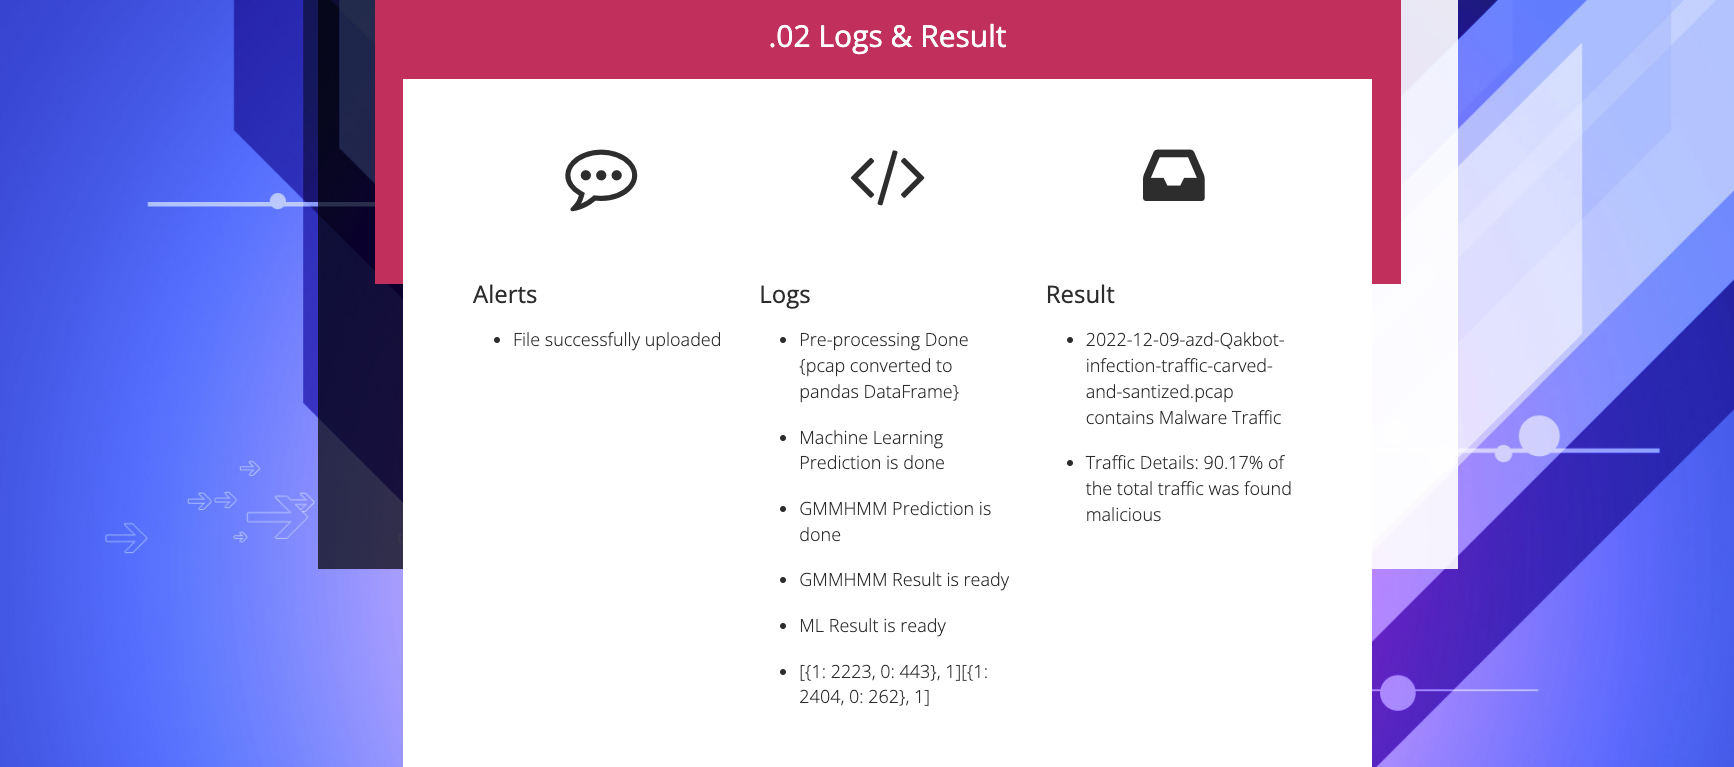 .02 Logs & Result
Alerts
File successfully uploaded
Logs
Pre-processing Done
{pcap converted to
pandas DataFrame}
Machine Learning
Prediction is done
GMMHMM Prediction is
done
GMMHMM Result is ready
ML Result is ready
[{1: 2223, 0: 443}, 1][{1:
2404, 0: 262}, 1]
Result
2022-12-09-azd-Qakbot-
infection-traffic-carved-
and-santized.pcap
contains Malware Traffic
Traffic Details: 90.17% of
the total traffic was found
malicious